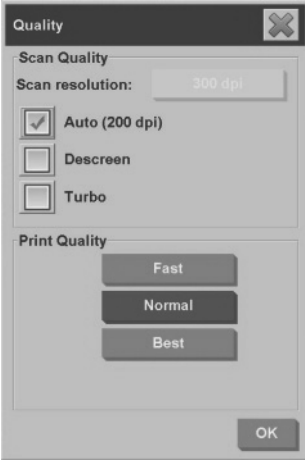 Quality
Scan Quality
Scan resolution: 300 dpi
Auto (200 dpi)
Descreen
Turbo
Print Quality
Fast
Normal
Best
OK